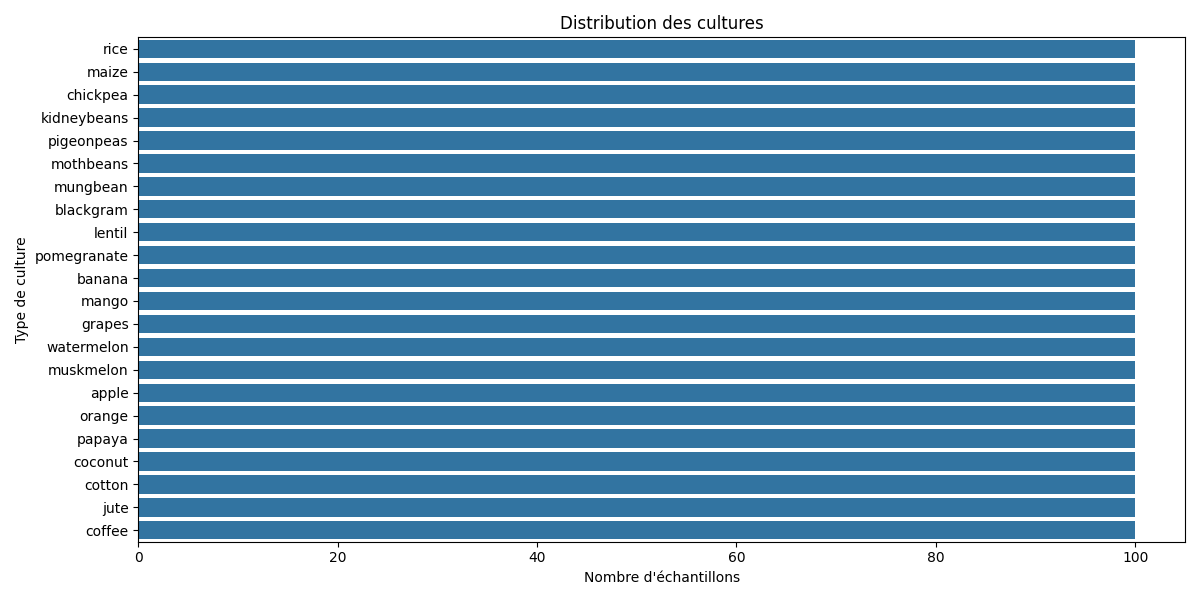 Distribution des cultures
rice
maize
chickpea
kidneybeans
pigeonpeas
mothbeans
mungbean
blackgram
lentil
pomegranate
banana
mango
grapes
watermelon
muskmelon
apple
orange
papaya
coconut
cotton
jute
coffee
Type de culture
0 20 40 60 80 100
Nombre d'échantillons